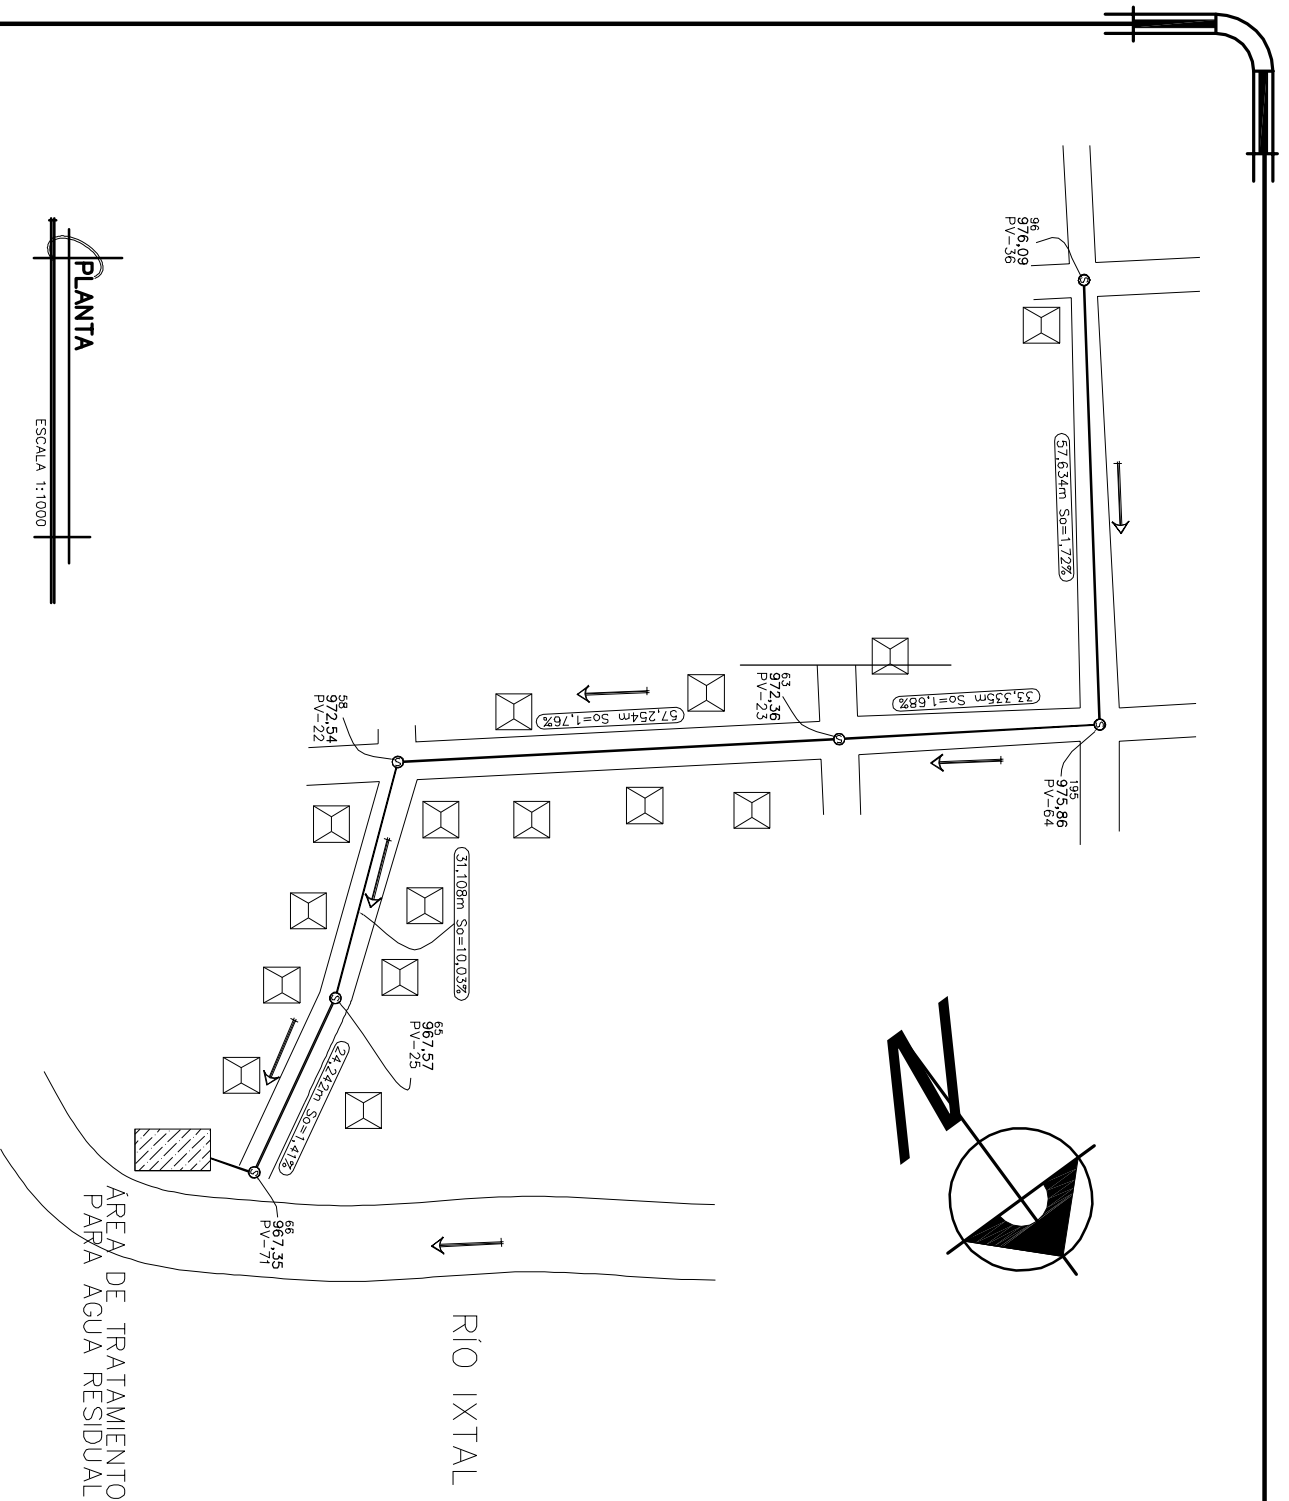 96
976,09
PV-36
57,634m So=1,72%
195
975,86
PV-64
33,335m So=1,68%
63
972,36
PV-23
57,254m So=1,76%
58
972,54
PV-22
31,108m So=10,03%
65
967,57
PV-25
24,242m So=1,41%
66
967,35
PV-71
RÍO IXTAL
ÁREA DE TRATAMIENTO
PARA AGUA RESIDUAL
N
PLANTA
ESCALA 1:1000
S
S
S
S
S
S